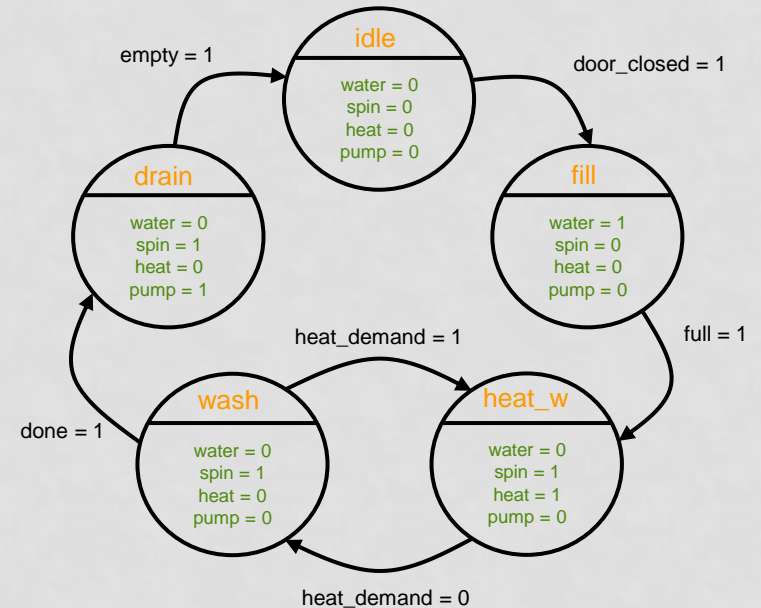 idle
water = 0
spin = 0
heat = 0
pump = 0
empty = 1
door_closed = 1
drain
water = 0
spin = 1
heat = 0
pump = 1
fill
water = 1
spin = 0
heat = 0
pump = 0
heat_demand = 1
full = 1
done = 1
wash
water = 0
spin = 1
heat = 0
pump = 0
heat_w
water = 0
spin = 1
heat = 1
pump = 0
heat_demand = 0